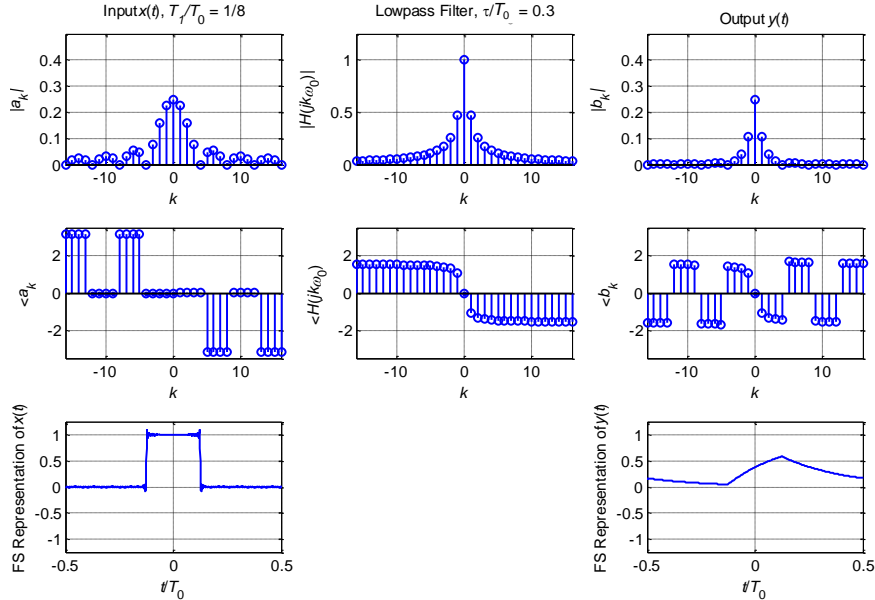 Input x(t), T₁/T₀ = 1/8
Lowpass Filter, τ/T₀ = 0.3
Output y(t)
|aₖ|
0.4
0.3
0.2
0.1
0
-10 0 10
k
|H(jkω₀)|
1
0.5
0
-10 0 10
k
|bₖ|
0.4
0.3
0.2
0.1
0
-10 0 10
k
<aₖ
2
0
-2
-10 0 10
k
<H(jkω₀)
2
0
-2
-10 0 10
k
<bₖ
2
0
-2
-10 0 10
k
FS Representation of x(t)
1
0.5
0
-0.5
-1
-0.5 0 0.5
t/T₀
FS Representation of y(t)
1
0.5
0
-0.5
-1
-0.5 0 0.5
t/T₀